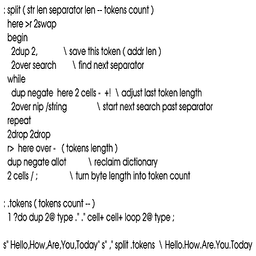 : split ( str len separator len -- tokens count )
here >r 2swap
begin
2dup 2, \ save this token ( addr len )
2over search \ find next separator
while
dup negate here 2 cells - +! \ adjust last token length
2over nip /string \ start next search past separator
repeat
2drop 2drop
r> here over - ( tokens length )
dup negate allot \ reclaim dictionary
2 cells / ; \ turn byte length into token count
: .tokens ( tokens count -- )
1 ?do dup 2@ type ." ." cell+ cell+ loop 2@ type ;
s" Hello,How,Are,You,Today" s" ," split .tokens \ Hello.How.Are.You.Today